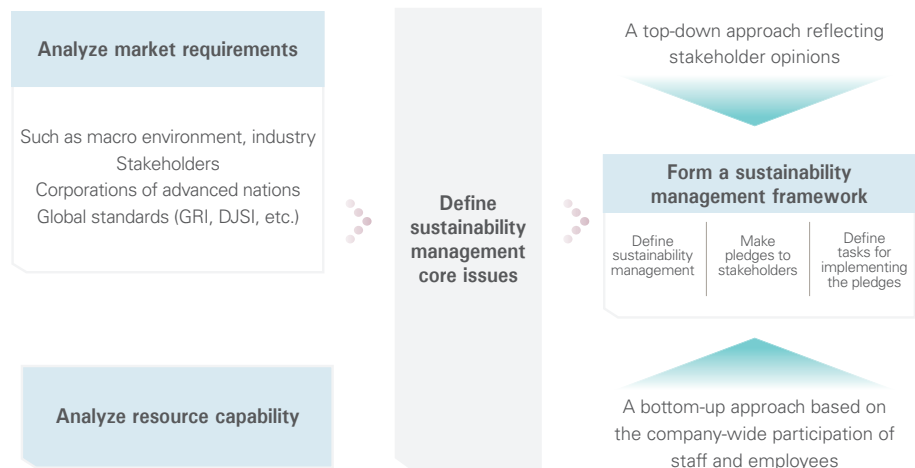 Analyze market requirements
Such as macro environment, industry
Stakeholders
Corporations of advanced nations
Global standards (GRI, DJSI, etc.)
Analyze resource capability
Define
sustainability
management
core issues
A top-down approach reflecting
stakeholder opinions
Form a sustainability
management framework
Define
sustainability
management
Make
pledges to
stakeholders
Define
tasks for
implementing
the pledges
A bottom-up approach based on
the company-wide participation of
staff and employees